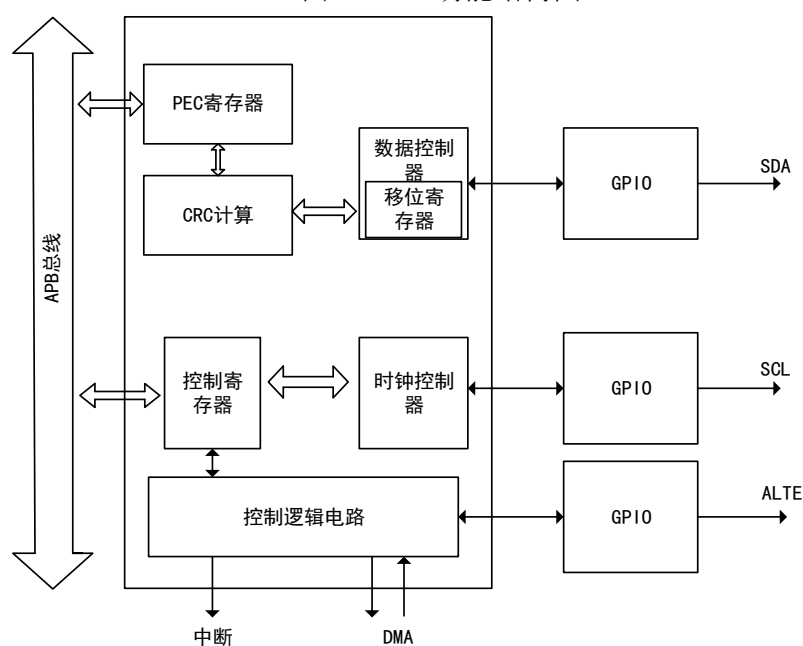 PEC寄存器
数据控制
器
移位寄
存器
GPIO
SDA
CRC计算
APB总线
控制寄
存器
时钟控制
器
GPIO
SCL
控制逻辑电路
GPIO
ALTE
中断
DMA